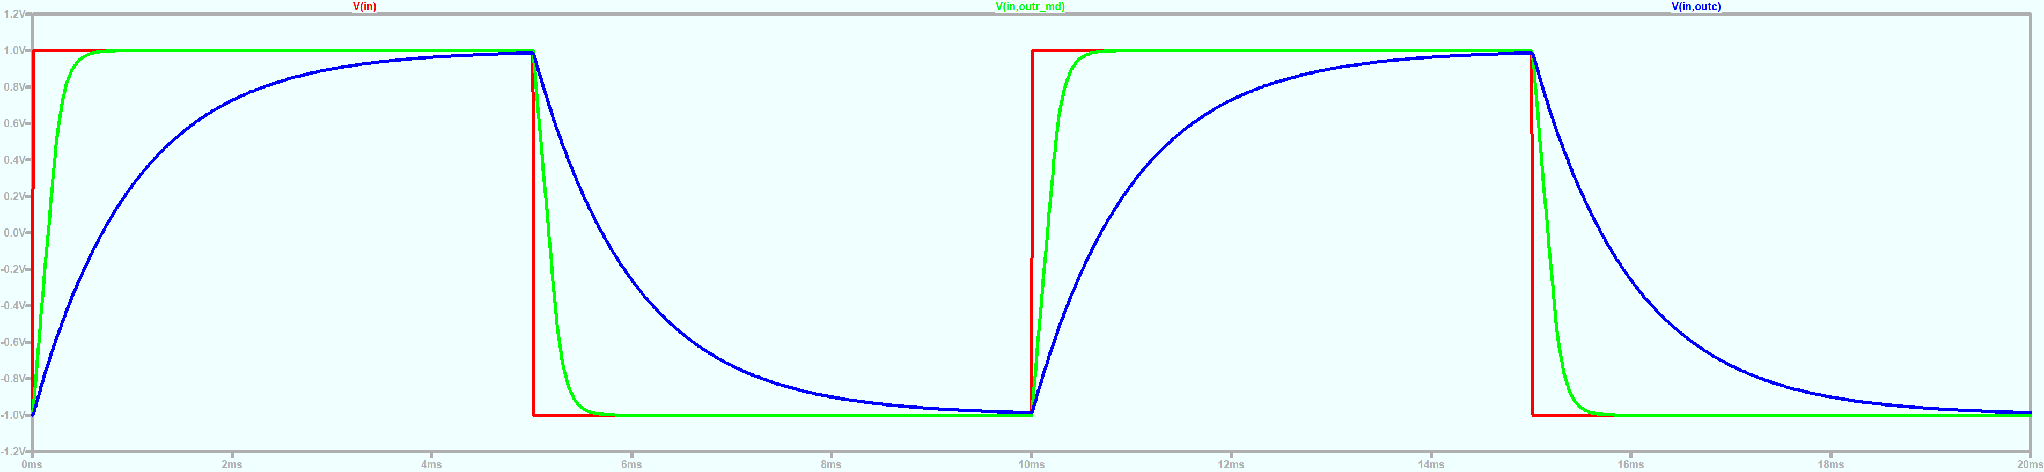 V(in) V(in,outr_md) V(in,outc)
1.2V
1.0V
0.8V
0.6V
0.4V
0.2V
0.0V
-0.2V
-0.4V
-0.6V
-0.8V
-1.0V
-1.2V
0ms 2ms 4ms 6ms 8ms 10ms 12ms 14ms 16ms 18ms 20ms